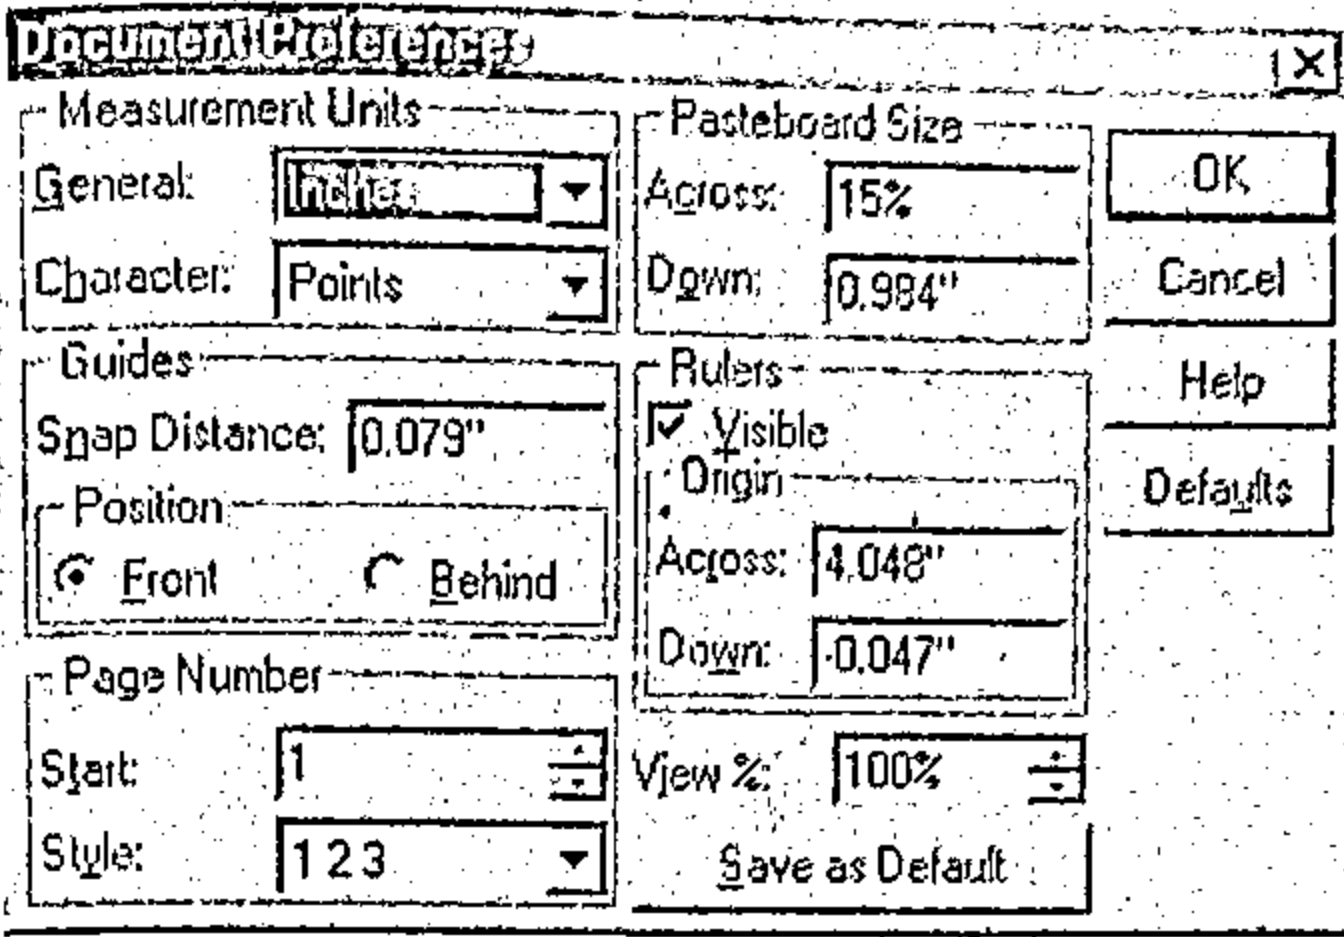 Document Preferences
Measurement Units
General: Inches
Character: Points
Guides
Snap Distance: 0.079"
Position
Front Behind
Page Number
Start: 1
Style: 1 2 3
Pasteboard Size
Across: 15%
Down: 0.984"
Rulers
Visible
Origin
Across: 4.048"
Down: -0.047"
View %: 100%
Save as Default
OK
Cancel
Help
Defaults